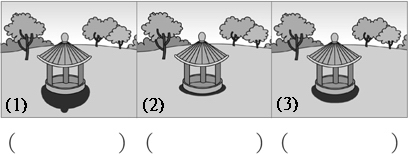 (1) (2) (3)
( ) ( ) ( )